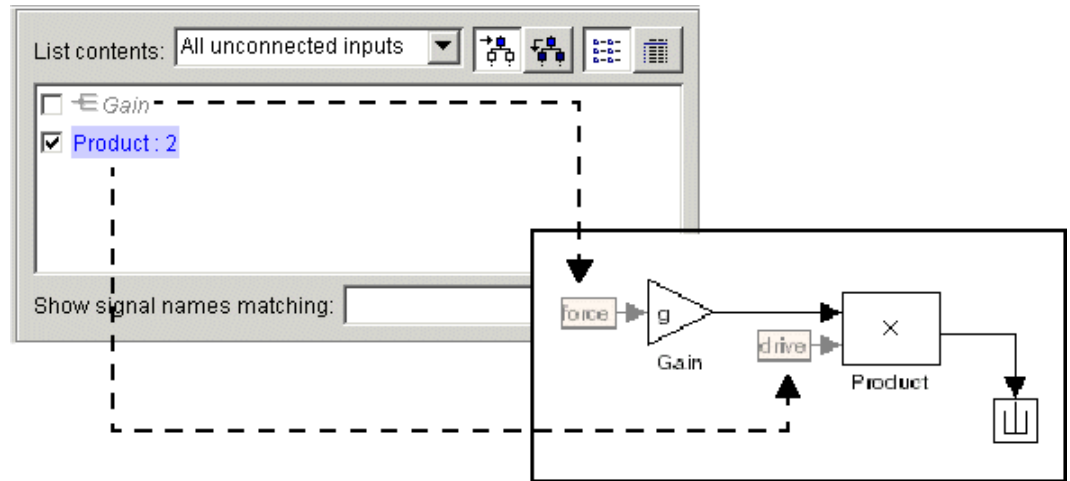 List contents: All unconnected inputs
Gain
Product : 2
Show signal names matching:
force
g
Gain
drive
×
Product